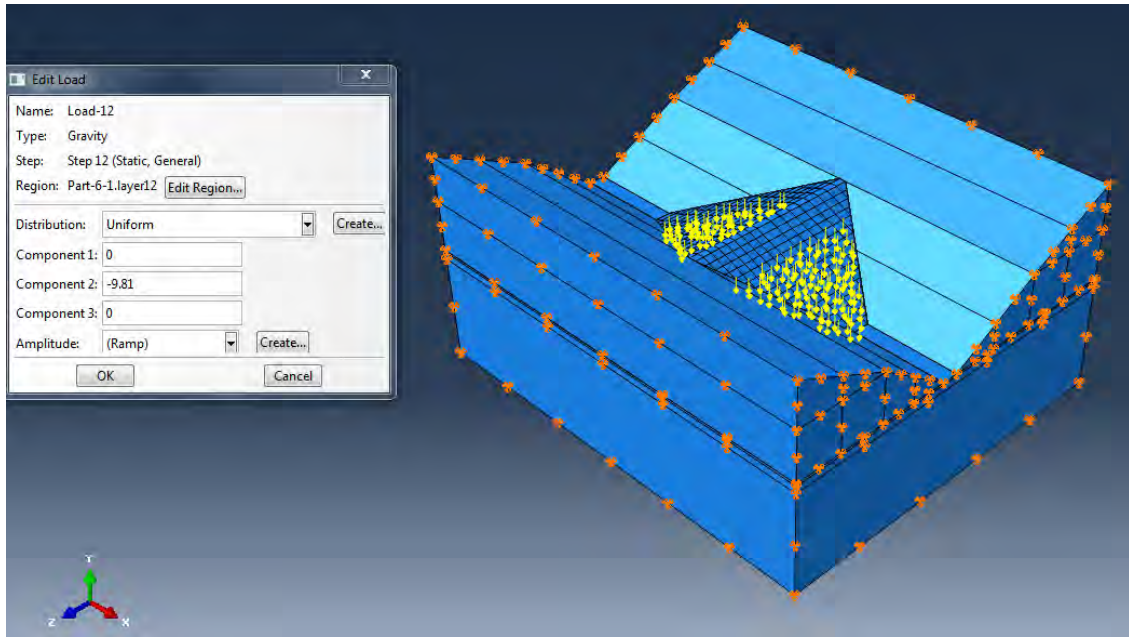 Edit Load
X
Name: Load-12
Type: Gravity
Step: Step 12 (Static, General)
Region: Part-6-1.layer12 Edit Region...
Distribution: Uniform Create...
Component 1: 0
Component 2: -9.81
Component 3: 0
Amplitude: (Ramp) Create...
OK Cancel
Y
Z X